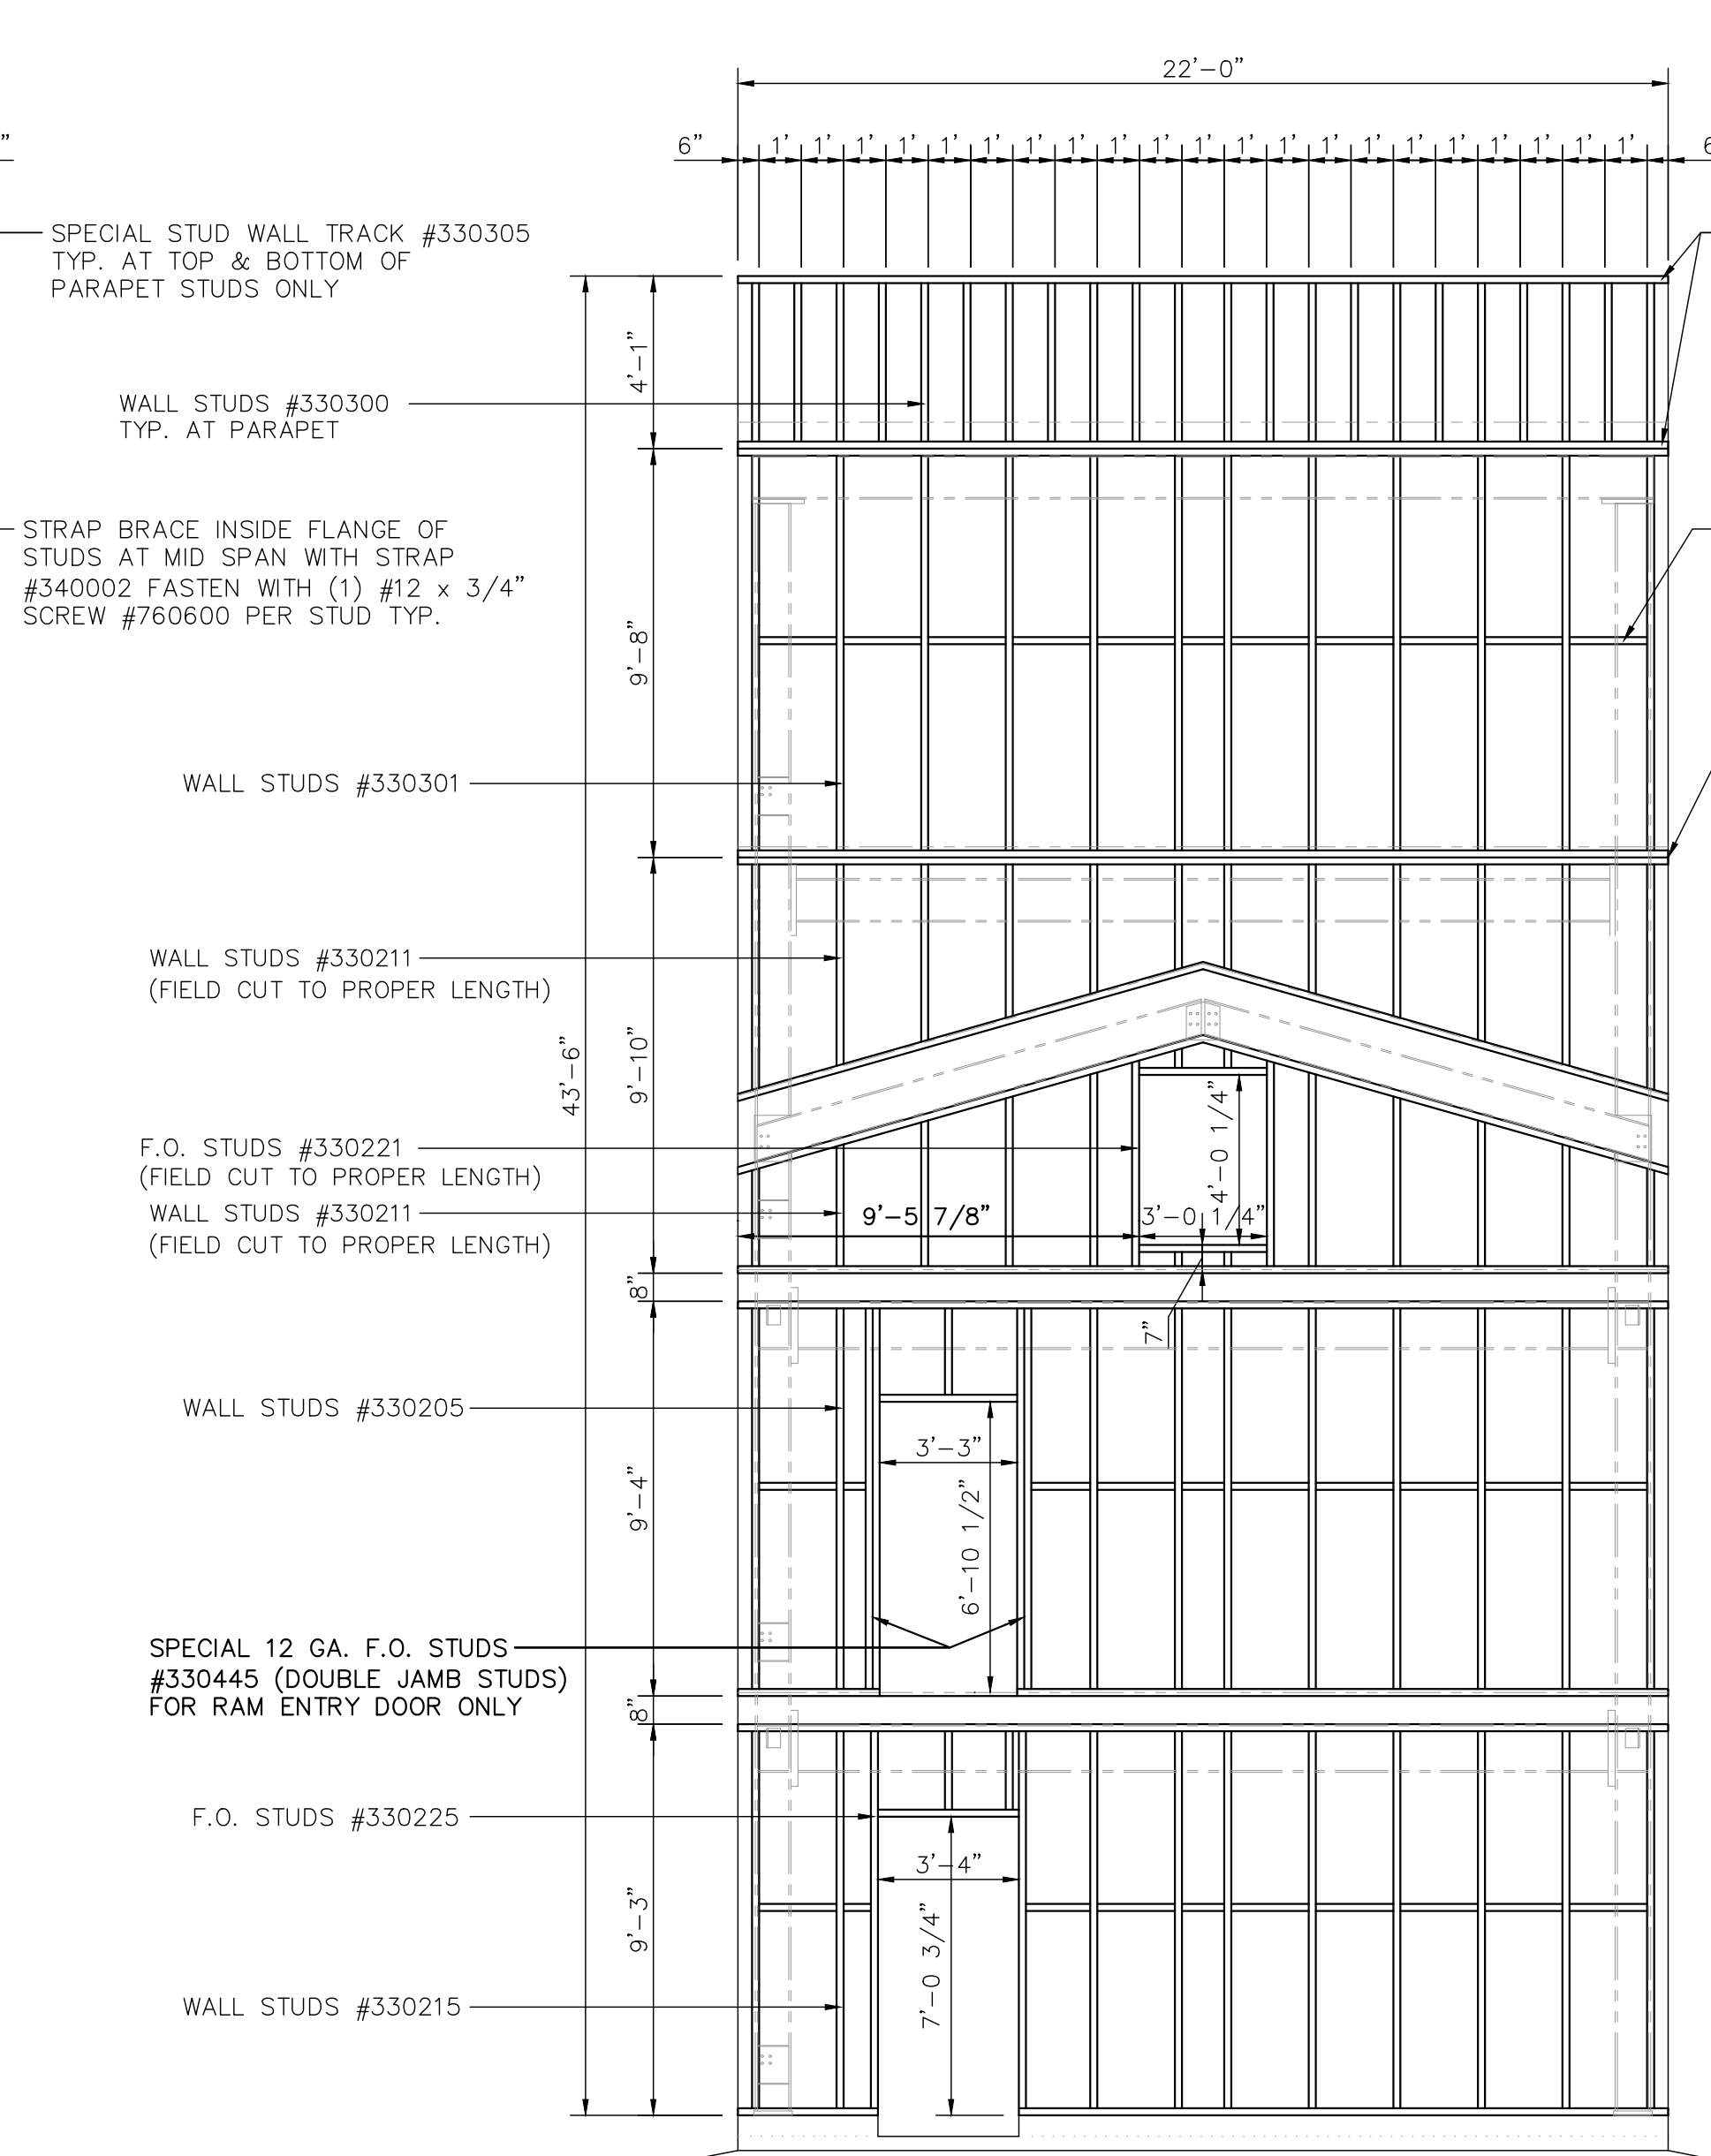 22'-0"
"
6"
1' 1' 1' 1' 1' 1' 1' 1' 1' 1' 1' 1' 1' 1' 1' 1' 1' 1' 1' 1' 1'
SPECIAL STUD WALL TRACK #330305
TYP. AT TOP & BOTTOM OF
PARAPET STUDS ONLY
4'-1"
WALL STUDS #330300
TYP. AT PARAPET
STRAP BRACE INSIDE FLANGE OF
STUDS AT MID SPAN WITH STRAP
#340002 FASTEN WITH (1) #12 x 3/4"
SCREW #760600 PER STUD TYP.
9'-8"
WALL STUDS #330301
WALL STUDS #330211
(FIELD CUT TO PROPER LENGTH)
43'-6"
9'-10"
F.O. STUDS #330221
(FIELD CUT TO PROPER LENGTH)
4'-0 1/4"
WALL STUDS #330211
(FIELD CUT TO PROPER LENGTH)
9'-5 7/8"
3'-0 1/4"
8"
7"
WALL STUDS #330205
3'-3"
9'-4"
6'-10 1/2"
SPECIAL 12 GA. F.O. STUDS
#330445 (DOUBLE JAMB STUDS)
FOR RAM ENTRY DOOR ONLY
8"
F.O. STUDS #330225
3'-4"
9'-3"
7'-0 3/4"
WALL STUDS #330215